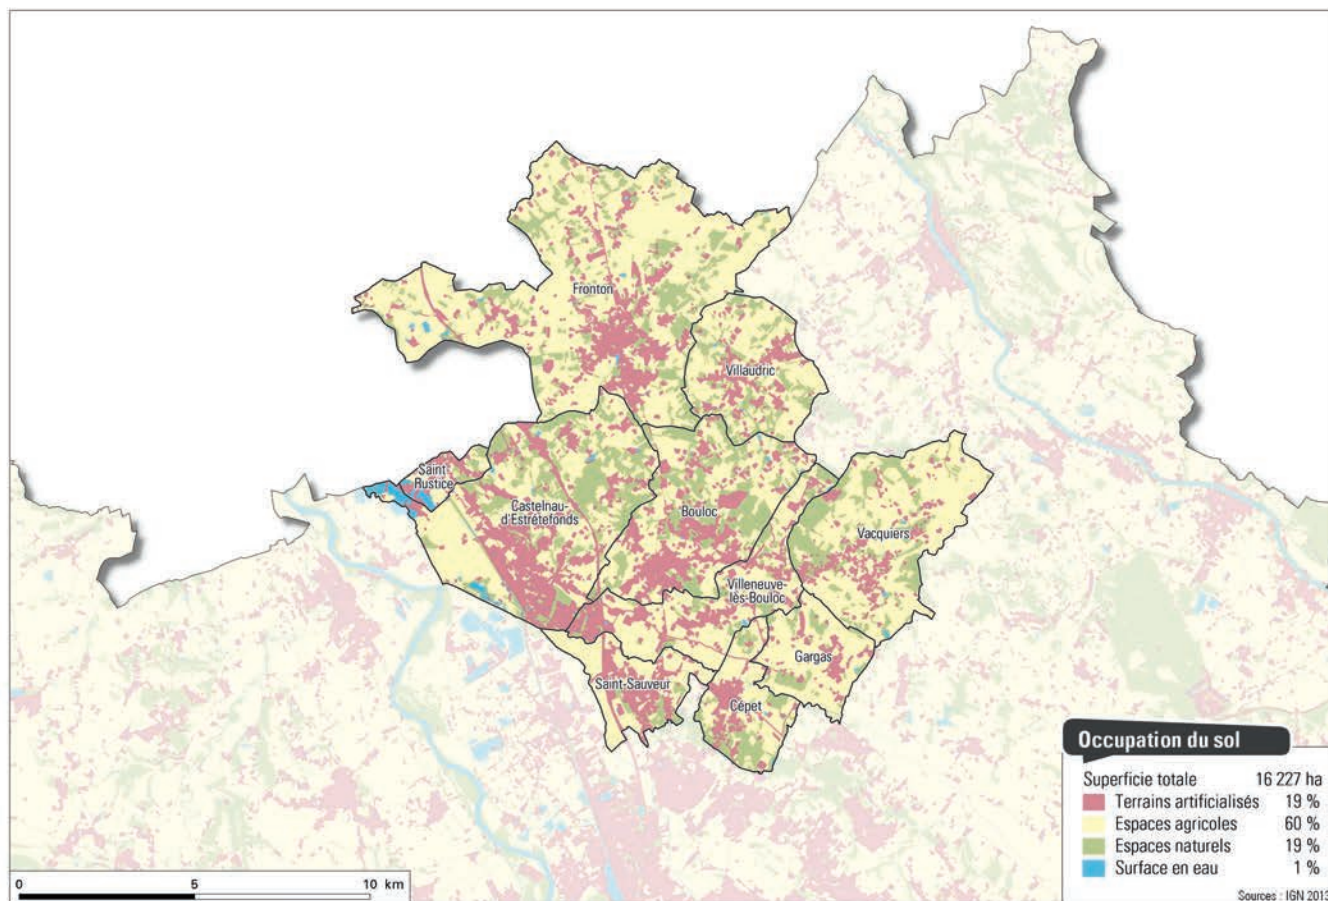 Fronton
Villaudric
Saint-
Rustice
Castelnau-
d'Estrétefonds
Bouloc
Vacquiers
Villeneuve-
lès-Bouloc
Gargas
Saint-Sauveur
Cépet
Occupation du sol
Superficie totale 16 227 ha
Terrains artificialisés 19 %
Espaces agricoles 60 %
Espaces naturels 19 %
Surface en eau 1 %
Sources : IGN 2013
0 5 10 km